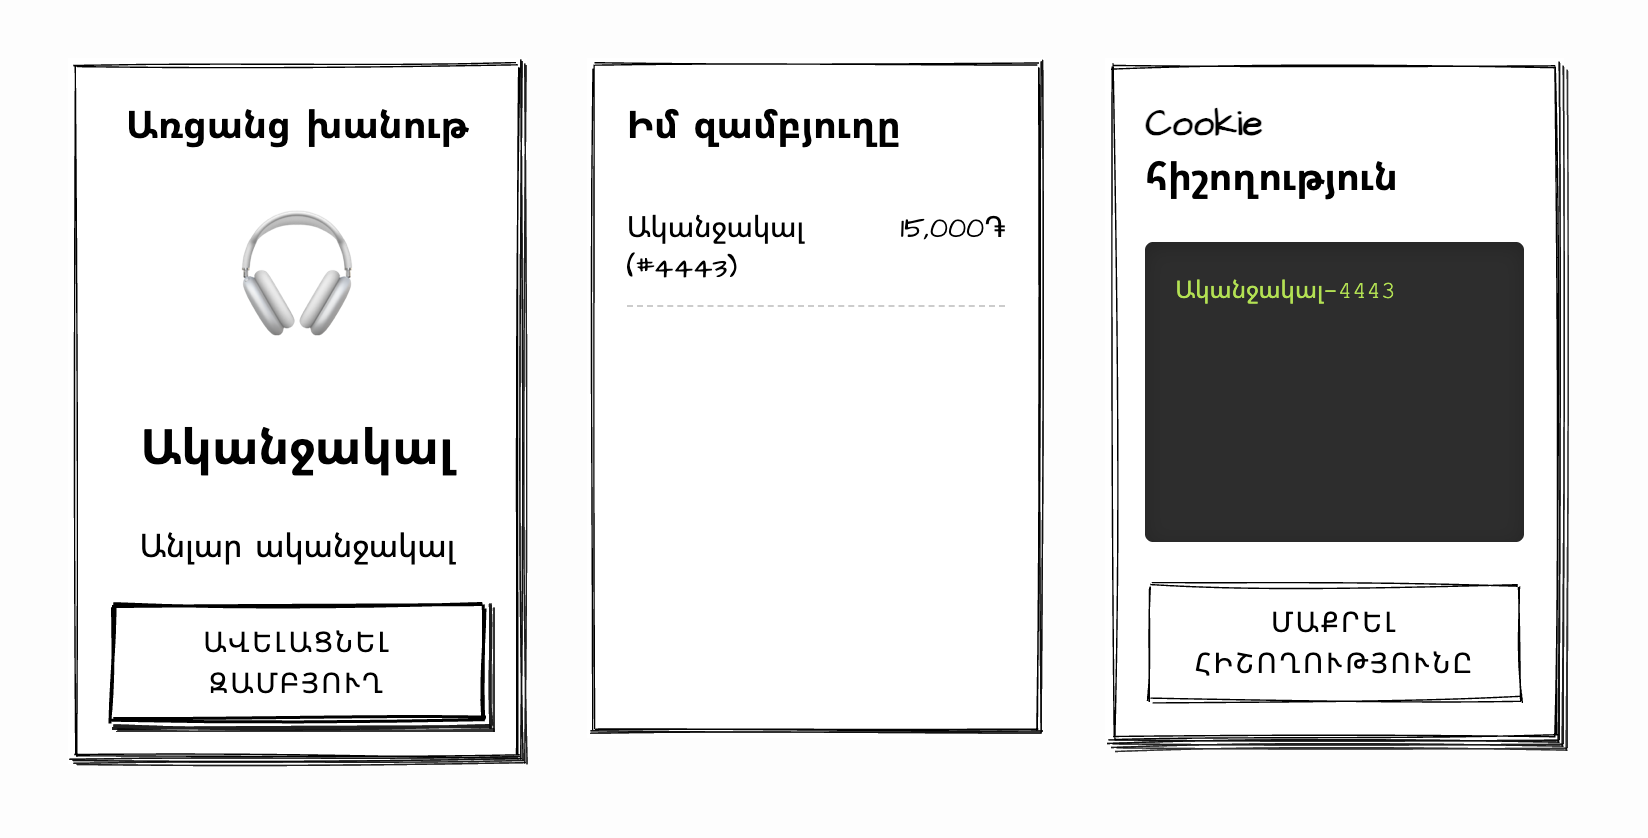 Առցանց խանութ
Ականջակալ
Անլար ականջակալ
ԱՎԵԼԱՑՆԵԼ
ԶԱՄԲՅՈՒՂ
Իմ զամբյուղը
Ականջակալ 15,000֏
(#4443)
Cookie
հիշողություն
Ականջակալ-4443
ՄԱՔՐԵԼ
ՀԻՇՈՂՈՒԹՅՈՒՆԸ